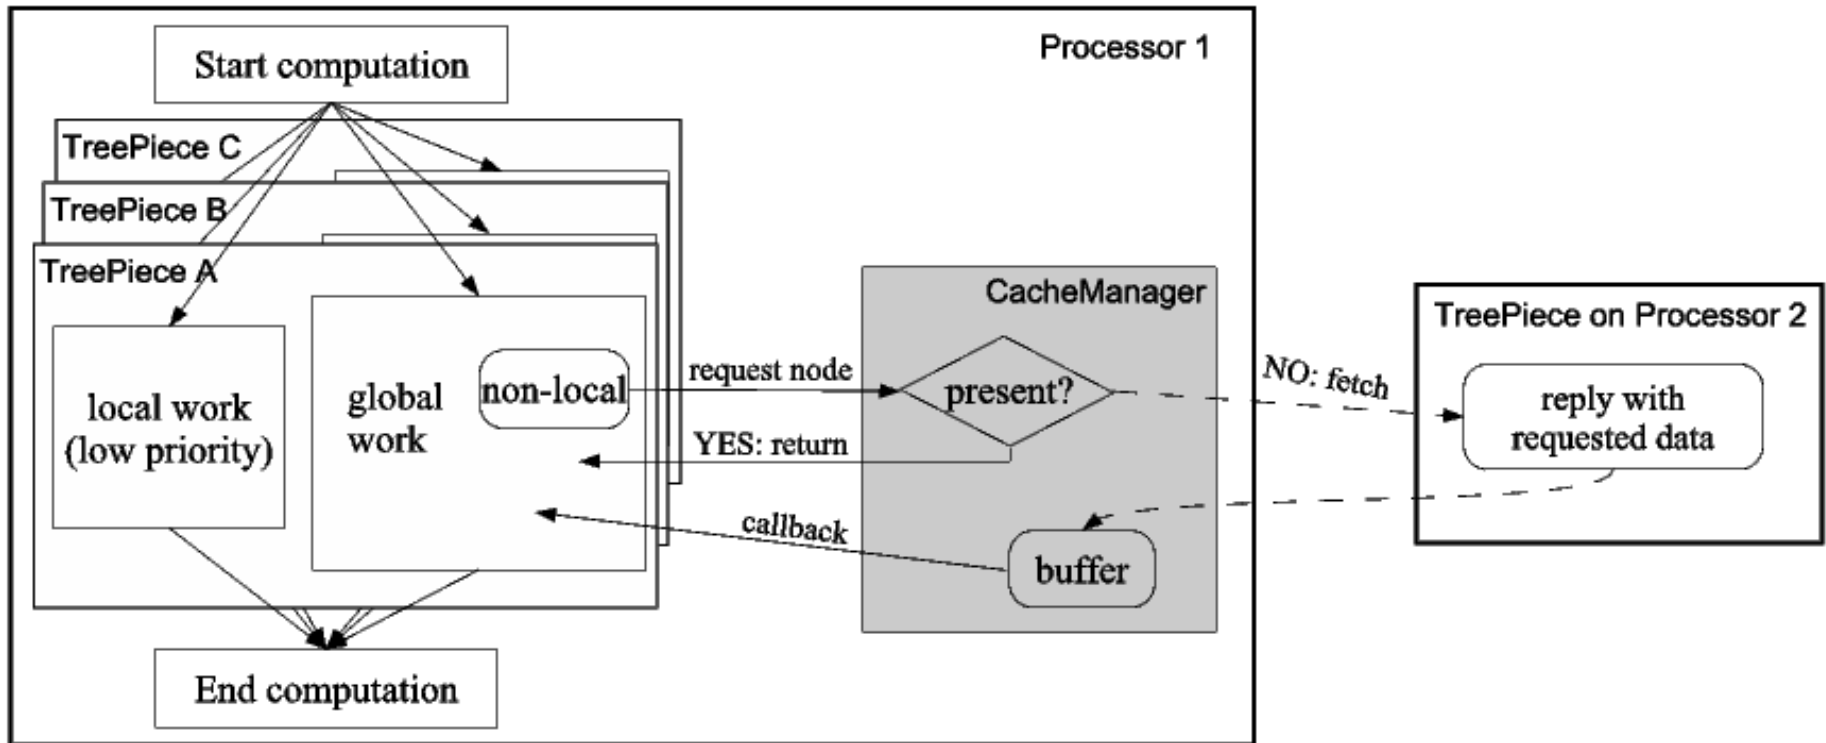 Processor 1
Start computation
TreePiece C
TreePiece B
TreePiece A
local work
(low priority)
global
work
non-local
request node
YES: return
callback
CacheManager
present?
buffer
NO: fetch
TreePiece on Processor 2
reply with
requested data
End computation